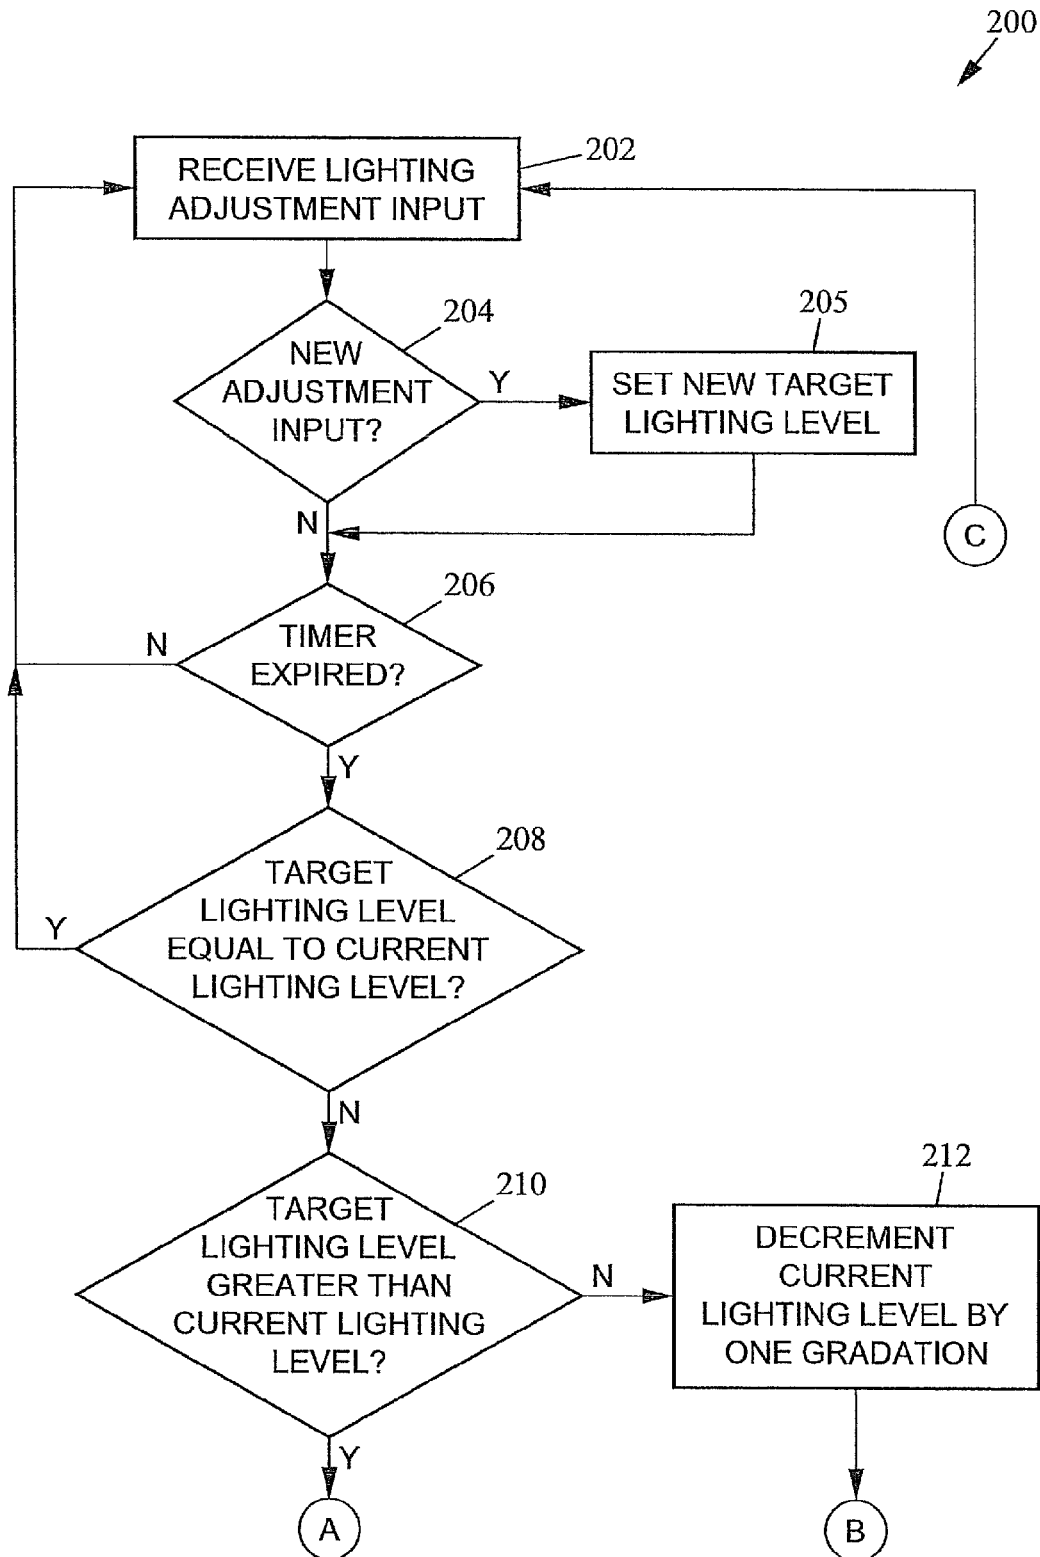 200
RECEIVE LIGHTING
ADJUSTMENT INPUT
202
NEW
ADJUSTMENT
INPUT?
204
Y
205
SET NEW TARGET
LIGHTING LEVEL
N
C
TIMER
EXPIRED?
206
N
Y
TARGET
LIGHTING LEVEL
EQUAL TO CURRENT
LIGHTING LEVEL?
208
Y
N
TARGET
LIGHTING LEVEL
GREATER THAN
CURRENT LIGHTING
LEVEL?
210
N
212
DECREMENT
CURRENT
LIGHTING LEVEL BY
ONE GRADATION
Y
A
B